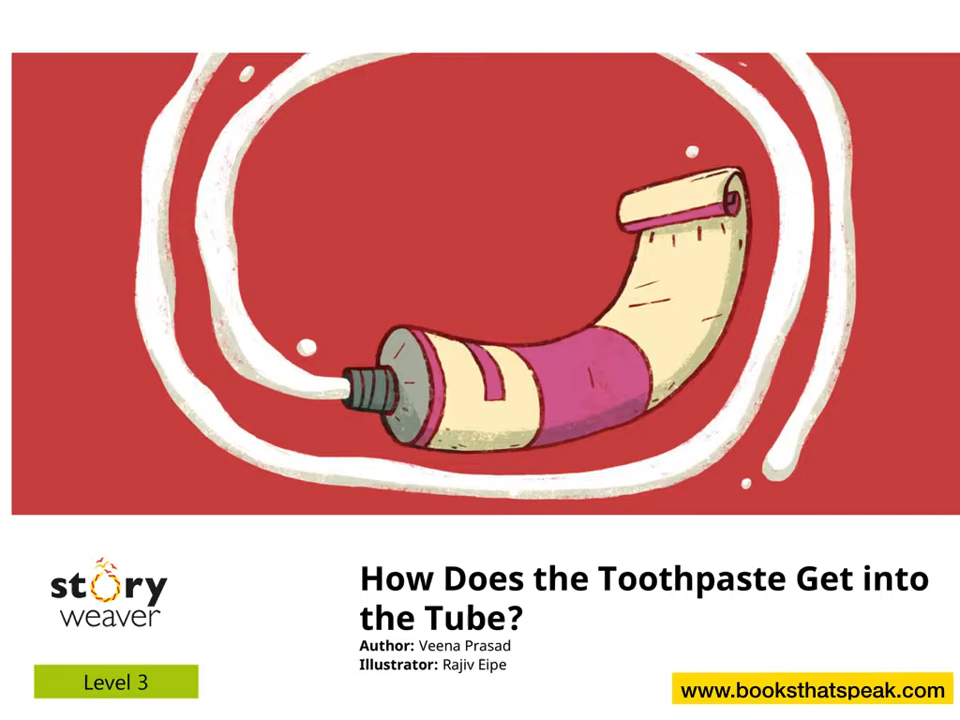 story
weaver
Level 3
How Does the Toothpaste Get into
the Tube?
Author: Veena Prasad
Illustrator: Rajiv Eipe
www.booksthatspeak.com